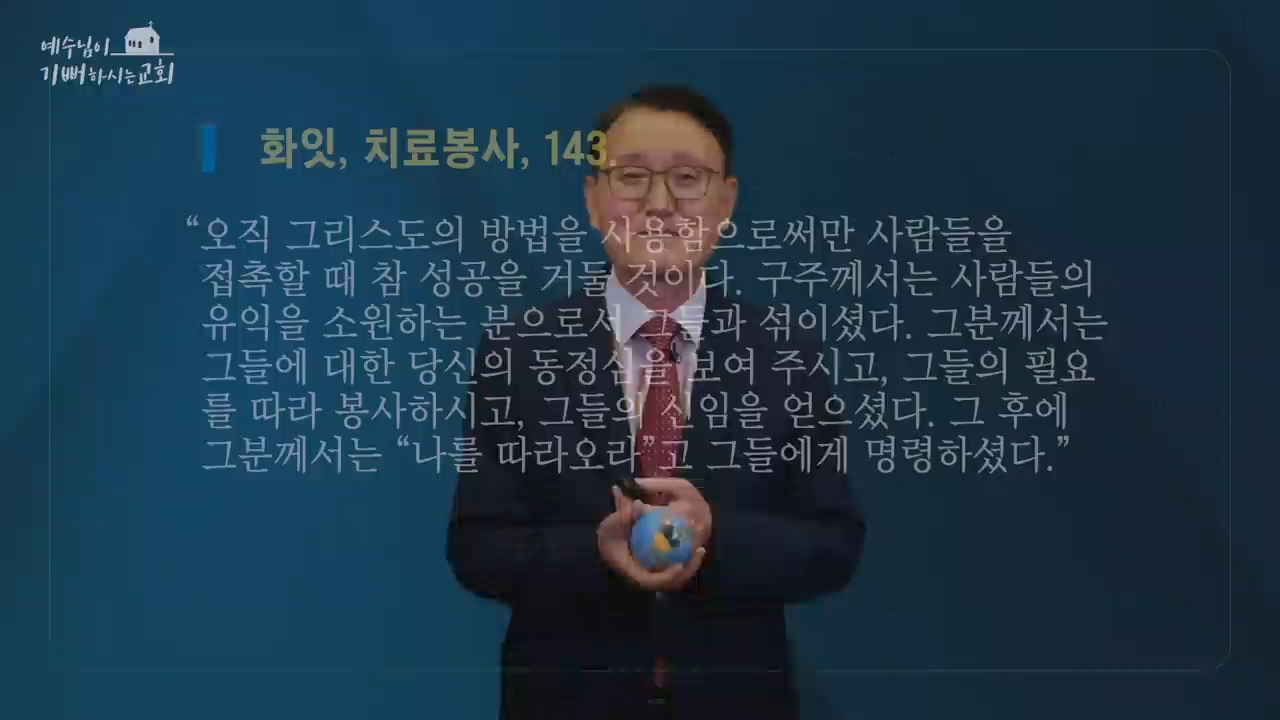 예수님이
기뻐하시는교회
화잇, 치료봉사, 143.
“오직 그리스도의 방법을 사용함으로써만 사람들을
접촉할 때 참 성공을 거둘 것이다. 구주께서는 사람들의
유익을 소원하는 분으로서 그들과 섞이셨다. 그분께서는
그들에 대한 당신의 동정심을 보여 주시고, 그들의 필요
를 따라 봉사하시고, 그들의 신임을 얻으셨다. 그 후에
그분께서는 “나를 따라오라”고 그들에게 명령하셨다.”